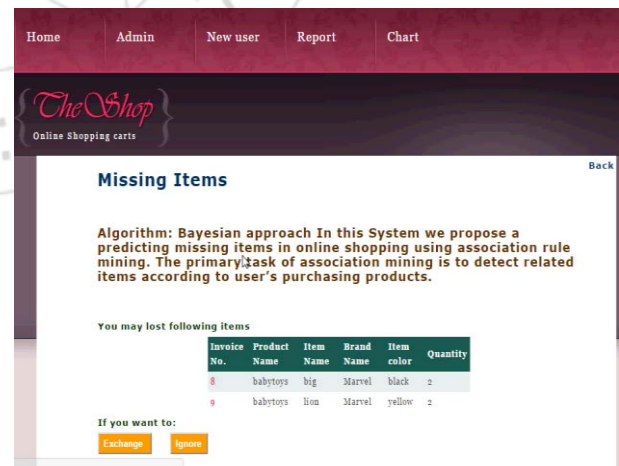 Home Admin New user Report Chart
TheShop
Online Shopping carts
Back
Missing Items
Algorithm: Bayesian approach In this System we propose a
predicting missing items in online shopping using association rule
mining. The primary task of association mining is to detect related
items according to user's purchasing products.
You may lost following items
Invoice No. Product Name Item Name Brand Name Item color Quantity
8 babytoys big Marvel black 2
9 babytoys lion Marvel yellow 2
If you want to:
Exchange Ignore